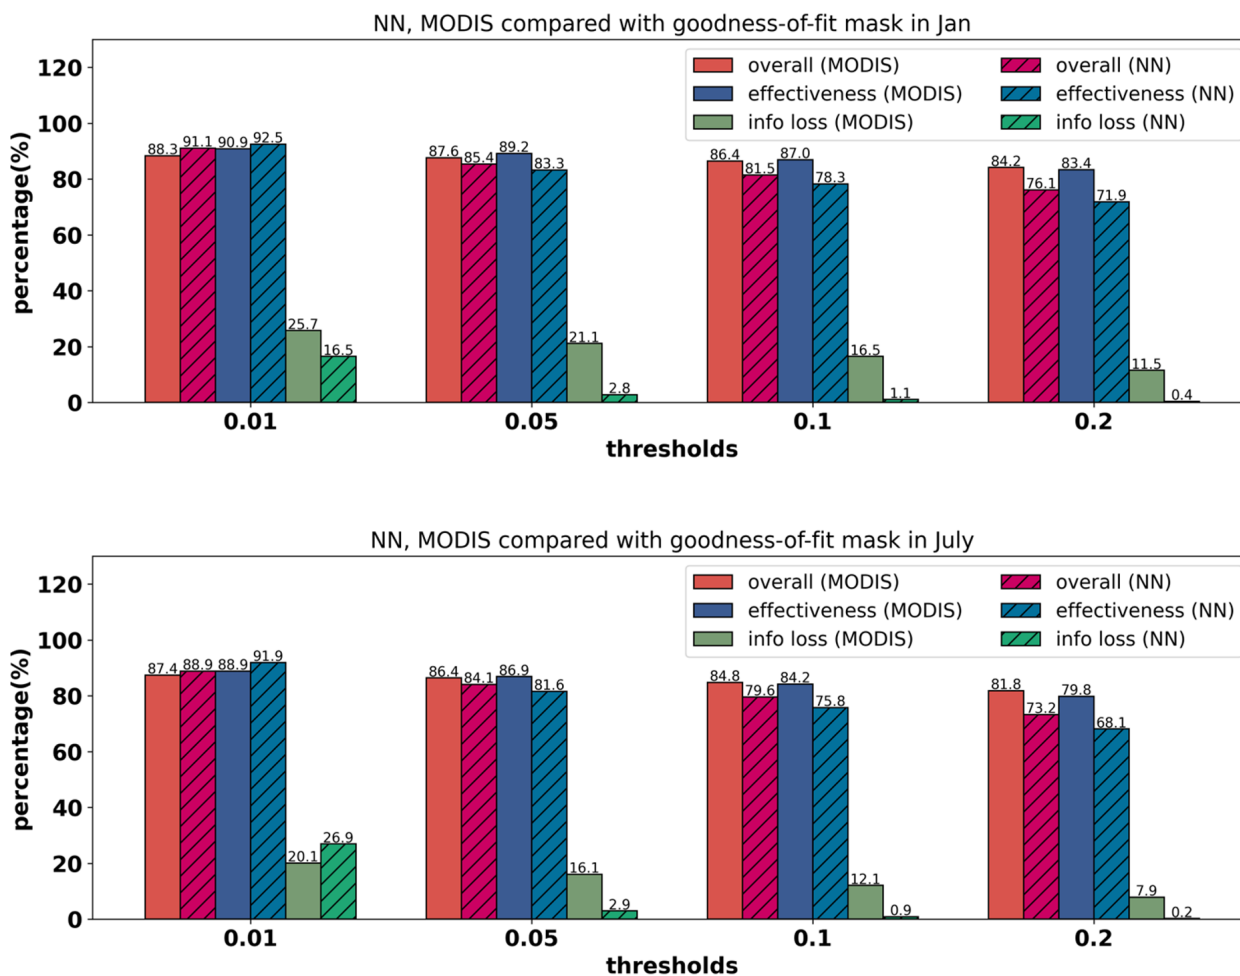 NN, MODIS compared with goodness-of-fit mask in Jan
120
100
80
60
40
20
0
percentage(%)
overall (MODIS)
effectiveness (MODIS)
info loss (MODIS)
overall (NN)
effectiveness (NN)
info loss (NN)
88.3 91.1 90.9 92.5 25.7 16.5
87.6 85.4 89.2 83.3 21.1 2.8
86.4 81.5 87.0 78.3 16.5 1.1
84.2 76.1 83.4 71.9 11.5 0.4
0.01 0.05 0.1 0.2
thresholds
NN, MODIS compared with goodness-of-fit mask in July
120
100
80
60
40
20
0
percentage(%)
overall (MODIS)
effectiveness (MODIS)
info loss (MODIS)
overall (NN)
effectiveness (NN)
info loss (NN)
87.4 88.9 88.9 91.9 20.1 26.9
86.4 84.1 86.9 81.6 16.1 2.9
84.8 79.6 84.2 75.8 12.1 0.9
81.8 73.2 79.8 68.1 7.9 0.2
0.01 0.05 0.1 0.2
thresholds